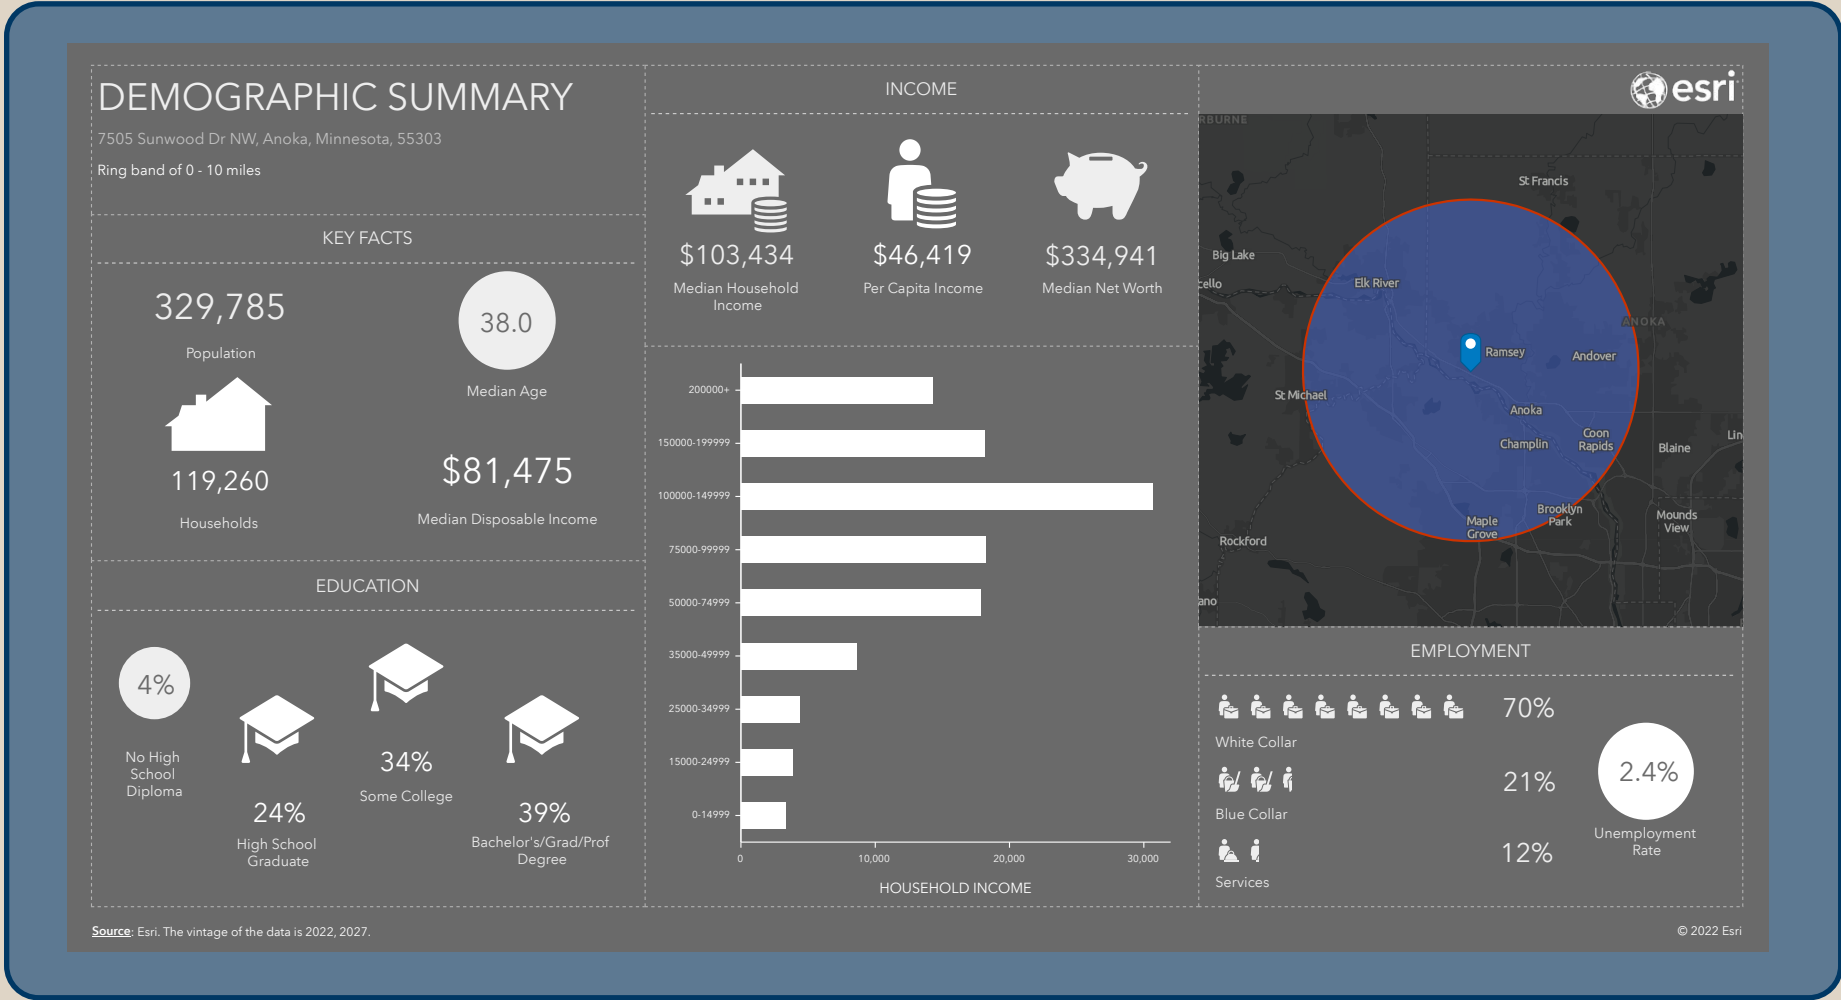 DEMOGRAPHIC SUMMARY
7505 Sunwood Dr NW, Anoka, Minnesota, 55303
Ring band of 0 - 10 miles
KEY FACTS
329,785
Population
38.0
Median Age
119,260
Households
$81,475
Median Disposable Income
EDUCATION
4%
No High
School
Diploma
24%
High School
Graduate
34%
Some College
39%
Bachelor's/Grad/Prof
Degree
INCOME
$103,434
Median Household
Income
$46,419
Per Capita Income
$334,941
Median Net Worth
200000+
150000-199999
100000-149999
75000-99999
50000-74999
35000-49999
25000-34999
15000-24999
0-14999
0
10,000
20,000
30,000
HOUSEHOLD INCOME
esri
RBURNE
St Francis
Big Lake
cello
Elk River
ANOKA
Ramsey
Andover
St Michael
Anoka
Champlin
Coon
Rapids
Blaine
Lin
Brooklyn
Park
Maple
Grove
Mounds
View
Rockford
ano
EMPLOYMENT
70%
White Collar
21%
Blue Collar
12%
Services
2.4%
Unemployment
Rate
Source: Esri. The vintage of the data is 2022, 2027.
© 2022 Esri